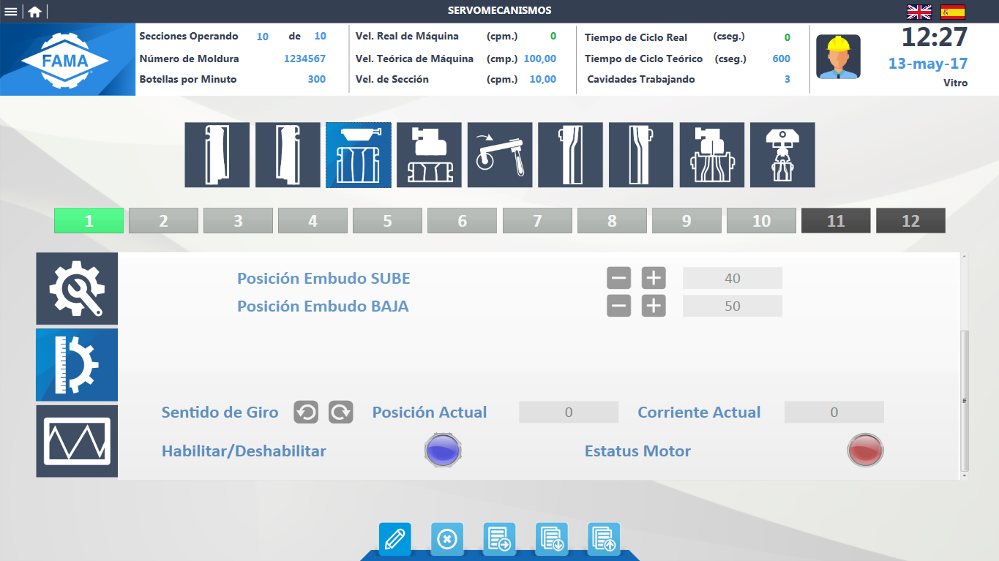 SERVOMECANISMOS
FAMA
Secciones Operando 10 de 10
Número de Moldura 1234567
Botellas por Minuto 300
Vel. Real de Máquina (cpm.) 0
Vel. Teórica de Máquina (cmp.) 100,00
Vel. de Sección (cpm.) 10,00
Tiempo de Ciclo Real (cseg.) 0
Tiempo de Ciclo Teórico (cseg.) 600
Cavidades Trabajando 3
12:27
13-may-17
Vitro
1 2 3 4 5 6 7 8 9 10 11 12
Posición Embudo SUBE 40
Posición Embudo BAJA 50
Sentido de Giro Posición Actual 0 Corriente Actual 0
Habilitar/Deshabilitar Estatus Motor